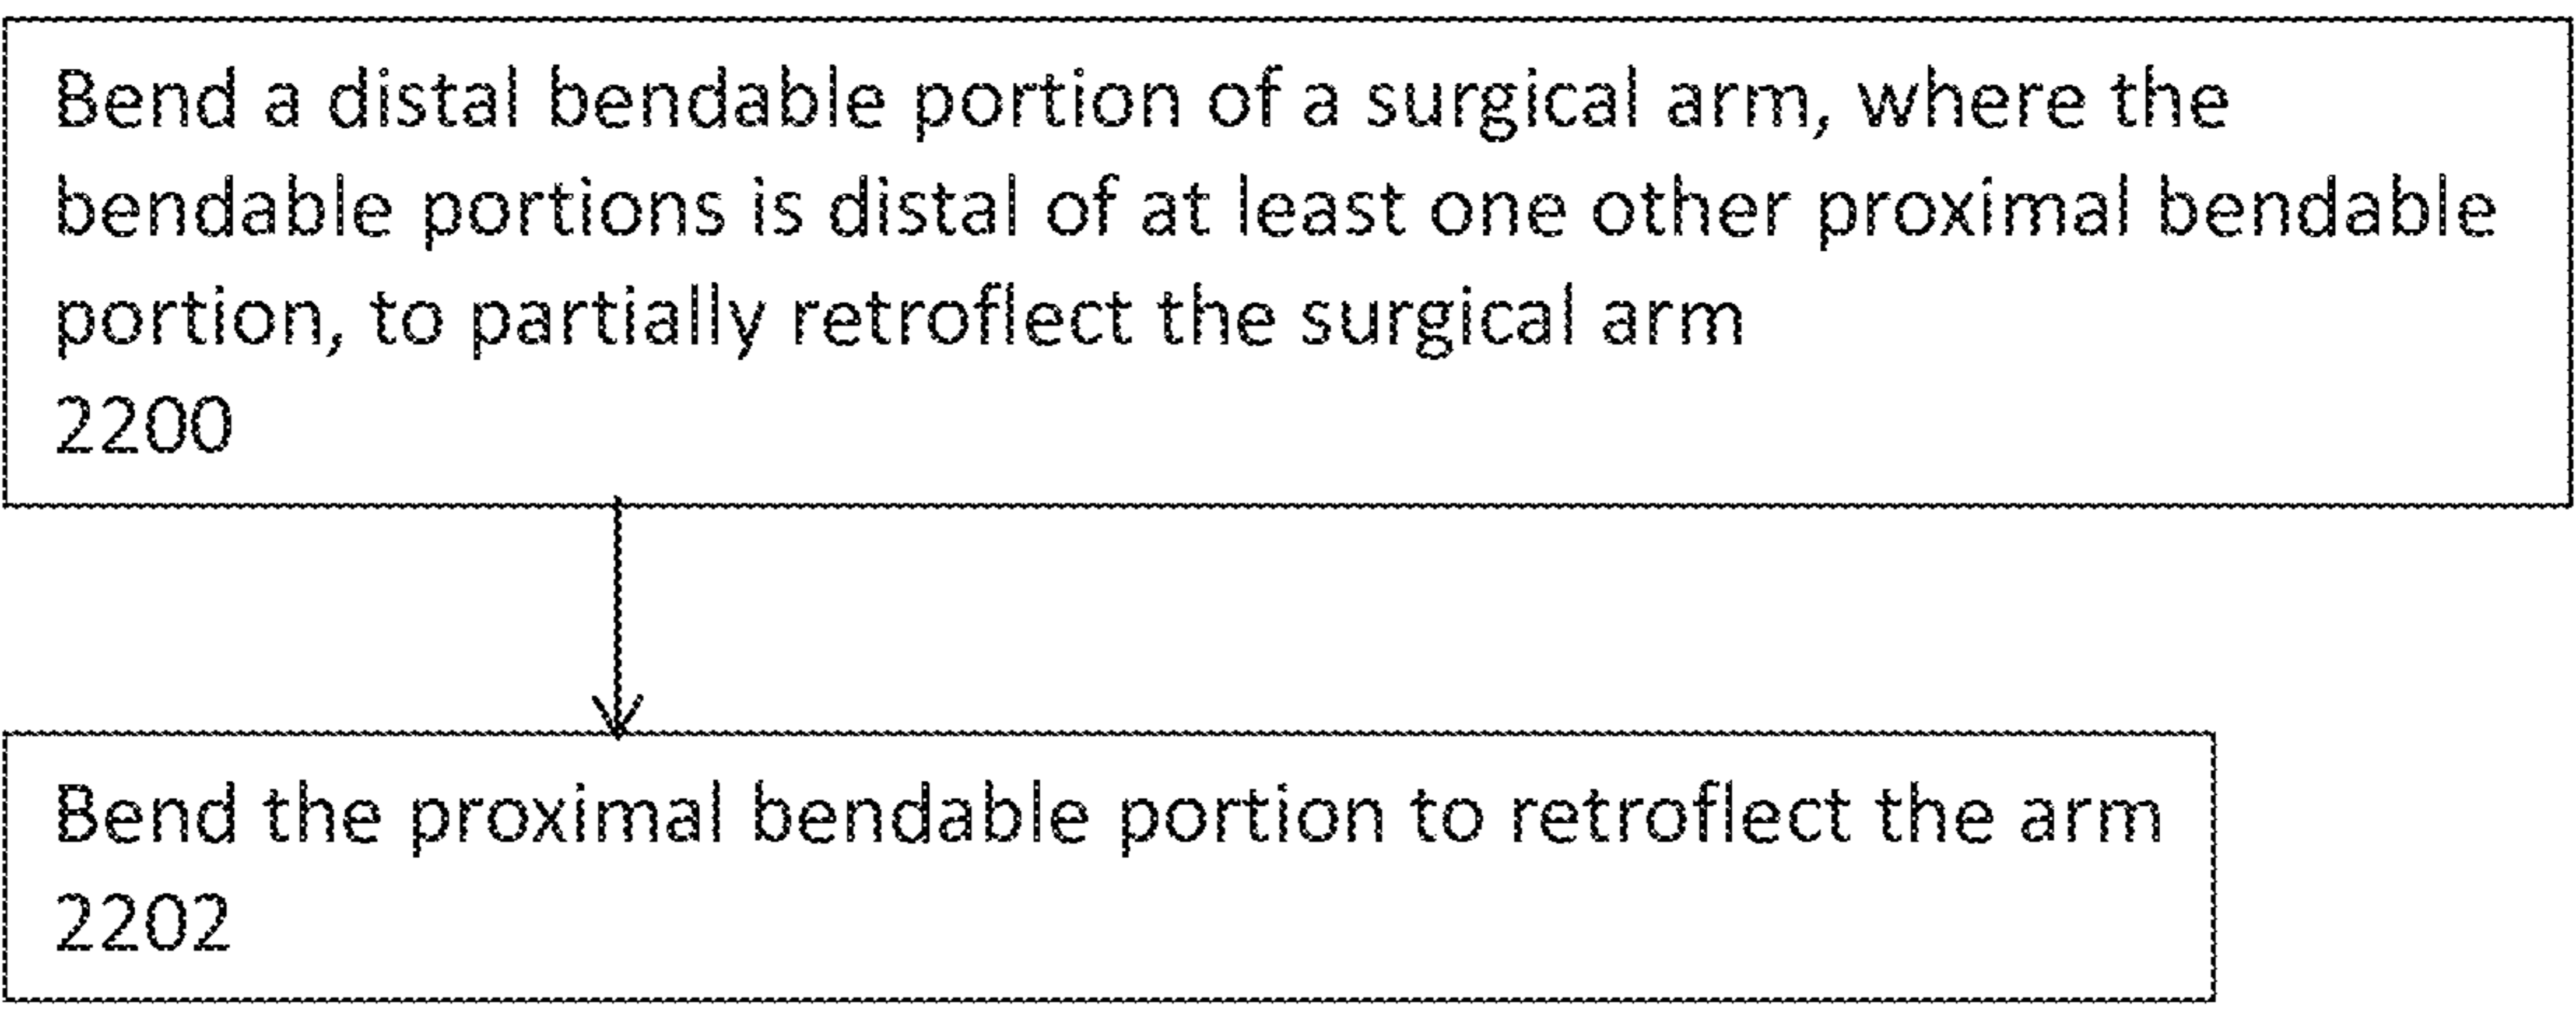 Bend a distal bendable portion of a surgical arm, where the
bendable portions is distal of at least one other proximal bendable
portion, to partially retroflect the surgical arm
2200
Bend the proximal bendable portion to retroflect the arm
2202